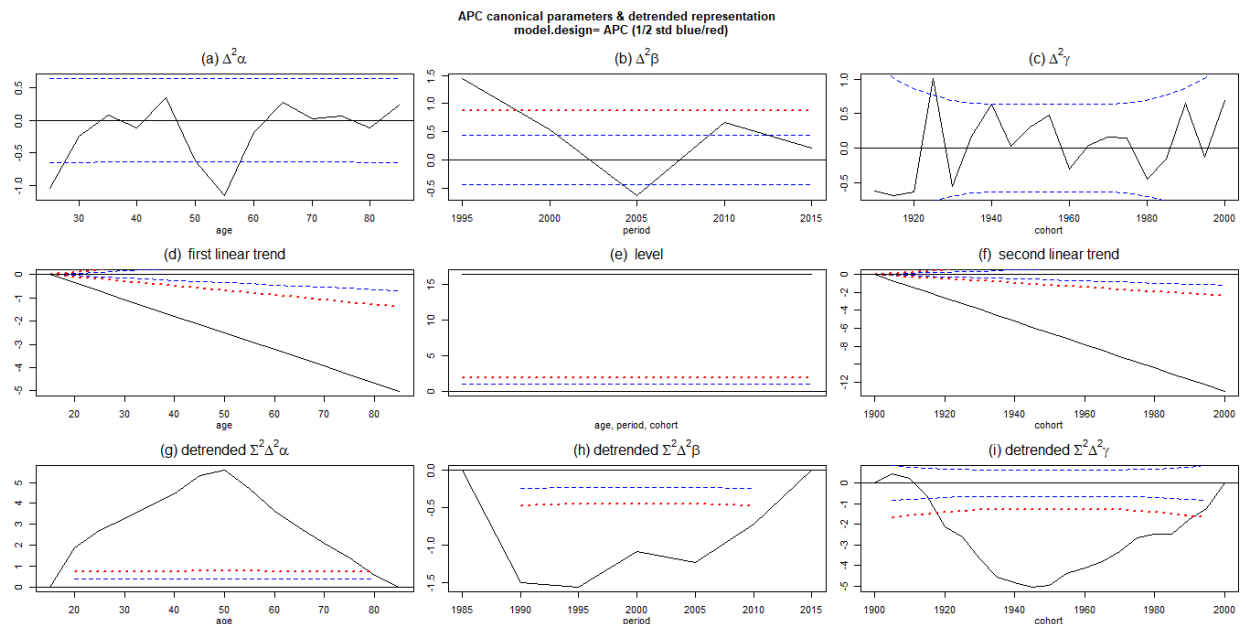 APC canonical parameters & detrended representation
model.design= APC (1/2 std blue/red)
(a) Δ²α
(b) Δ²β
(c) Δ²γ
0.5
0.0
-0.5
-1.0
30 40 50 60 70 80
age
1.5
1.0
0.5
0.0
-0.5
1995 2000 2005 2010 2015
period
1.0
0.5
0.0
-0.5
1920 1940 1960 1980 2000
cohort
(d) first linear trend
(e) level
(f) second linear trend
0
-1
-2
-3
-4
-5
20 30 40 50 60 70 80
age
15
10
5
0
age, period, cohort
0
-2
-4
-6
-8
-12
1900 1920 1940 1960 1980 2000
cohort
(g) detrended Σ²Δ²α
(h) detrended Σ²Δ²β
(i) detrended Σ²Δ²γ
5
4
3
2
1
0
20 30 40 50 60 70 80
age
0.0
-0.5
-1.0
-1.5
1985 1990 1995 2000 2005 2010 2015
period
0
-1
-2
-3
-4
-5
1900 1920 1940 1960 1980 2000
cohort